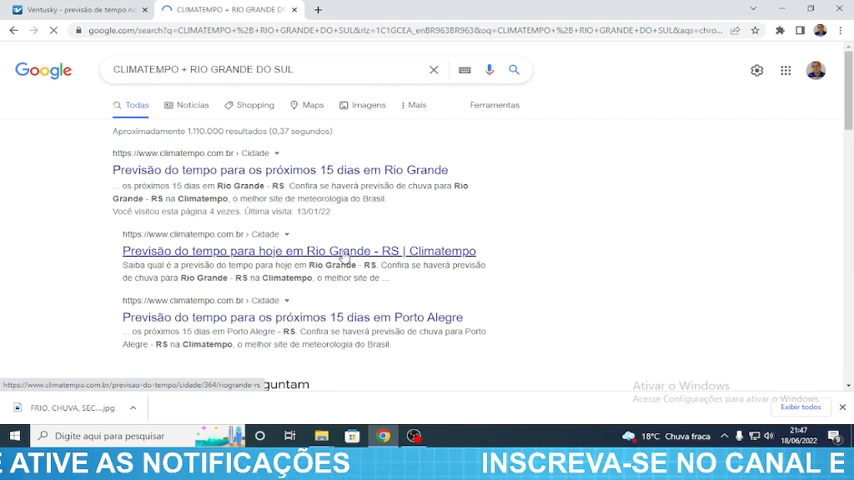 Ventusky - previsão de tempo no
CLIMATEMPO + RIO GRANDE DO SU
google.com/search?q=CLIMATEMPO+%2B+RIO+GRANDE+DO+SUL&rlz=1C1GCEA_enBR963BR963&oq=CLIMATEMPO+%2B+RIO+GRANDE+DO+SUL&aqs=chro...
Google
CLIMATEMPO + RIO GRANDE DO SUL
Todas Notícias Shopping Maps Imagens Mais Ferramentas
Aproximadamente 1.110.000 resultados (0,37 segundos)
https://www.climatempo.com.br › Cidade
Previsão do tempo para os próximos 15 dias em Rio Grande
... os próximos 15 dias em Rio Grande - RS. Confira se haverá previsão de chuva para Rio
Grande - RS na Climatempo, o melhor site de meteorologia do Brasil.
Você visitou esta página 4 vezes. Última visita: 13/01/22
https://www.climatempo.com.br › Cidade
Previsão do tempo para hoje em Rio Grande - RS | Climatempo
Saiba qual é a previsão do tempo para hoje em Rio Grande - RS. Confira se haverá previsão
de chuva para Rio Grande - RS na Climatempo, o melhor site de ...
https://www.climatempo.com.br › Cidade
Previsão do tempo para os próximos 15 dias em Porto Alegre
... os próximos 15 dias em Porto Alegre - RS. Confira se haverá previsão de chuva para Porto
Alegre - RS na Climatempo, o melhor site de meteorologia do Brasil.
https://www.climatempo.com.br/previsao-do-tempo/cidade/364/riogrande-rs
guntam
Ativar o Windows
Acesse Configurações para ativar o Windows.
FRIO, CHUVA, SEC....jpg
Exibir todos
Digite aqui para pesquisar
18°C Chuva fraca
21:47
18/06/2022
9
E ATIVE AS NOTIFICAÇÕES INSCREVA-SE NO CANAL E